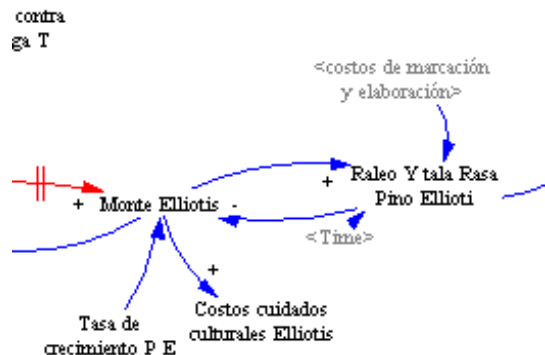 contra
ga T
<costos de marcación
y elaboración>
+
Raleo Y tala Rasa
Pino Ellioti
+ Monte Elliotis -
<Time>
+
Tasa de
crecimiento P E
Costos cuidados
culturales Elliotis